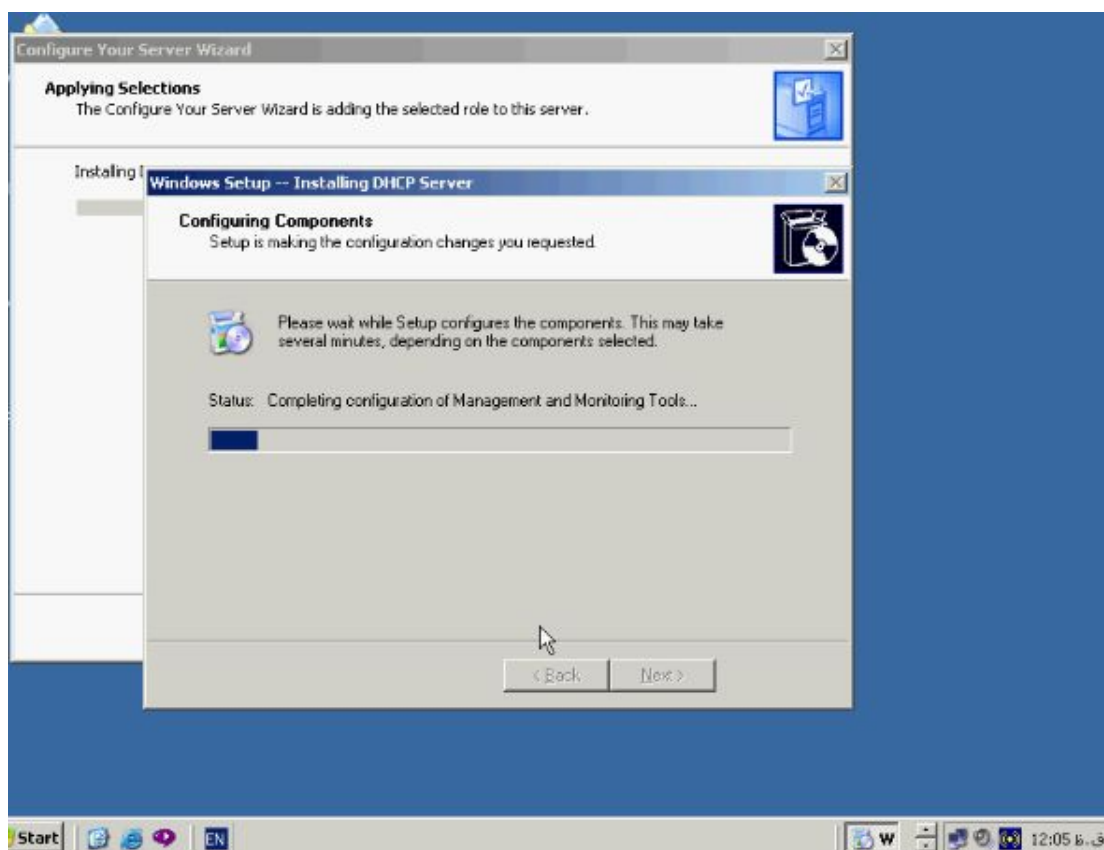 Configure Your Server Wizard
Applying Selections
The Configure Your Server Wizard is adding the selected role to this server.
Installing
Windows Setup -- Installing DHCP Server
Configuring Components
Setup is making the configuration changes you requested.
Please wait while Setup configures the components. This may take
several minutes, depending on the components selected.
Status: Completing configuration of Management and Monitoring Tools...
< Back
Next >
Start
EN
W
12:05